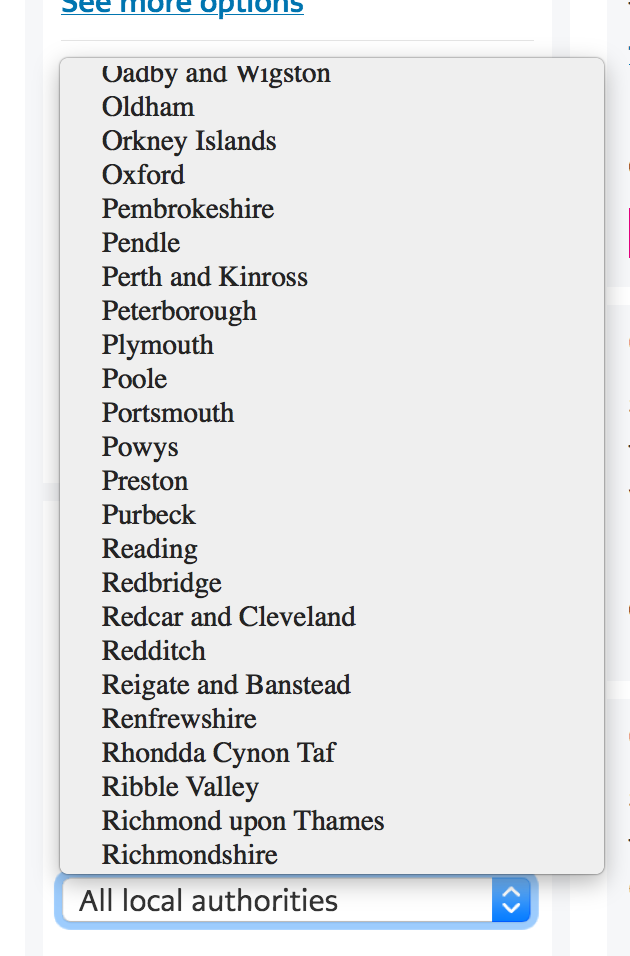 See more options
Oadby and Wigston
Oldham
Orkney Islands
Oxford
Pembrokeshire
Pendle
Perth and Kinross
Peterborough
Plymouth
Poole
Portsmouth
Powys
Preston
Purbeck
Reading
Redbridge
Redcar and Cleveland
Redditch
Reigate and Banstead
Renfrewshire
Rhondda Cynon Taf
Ribble Valley
Richmond upon Thames
Richmondshire
All local authorities